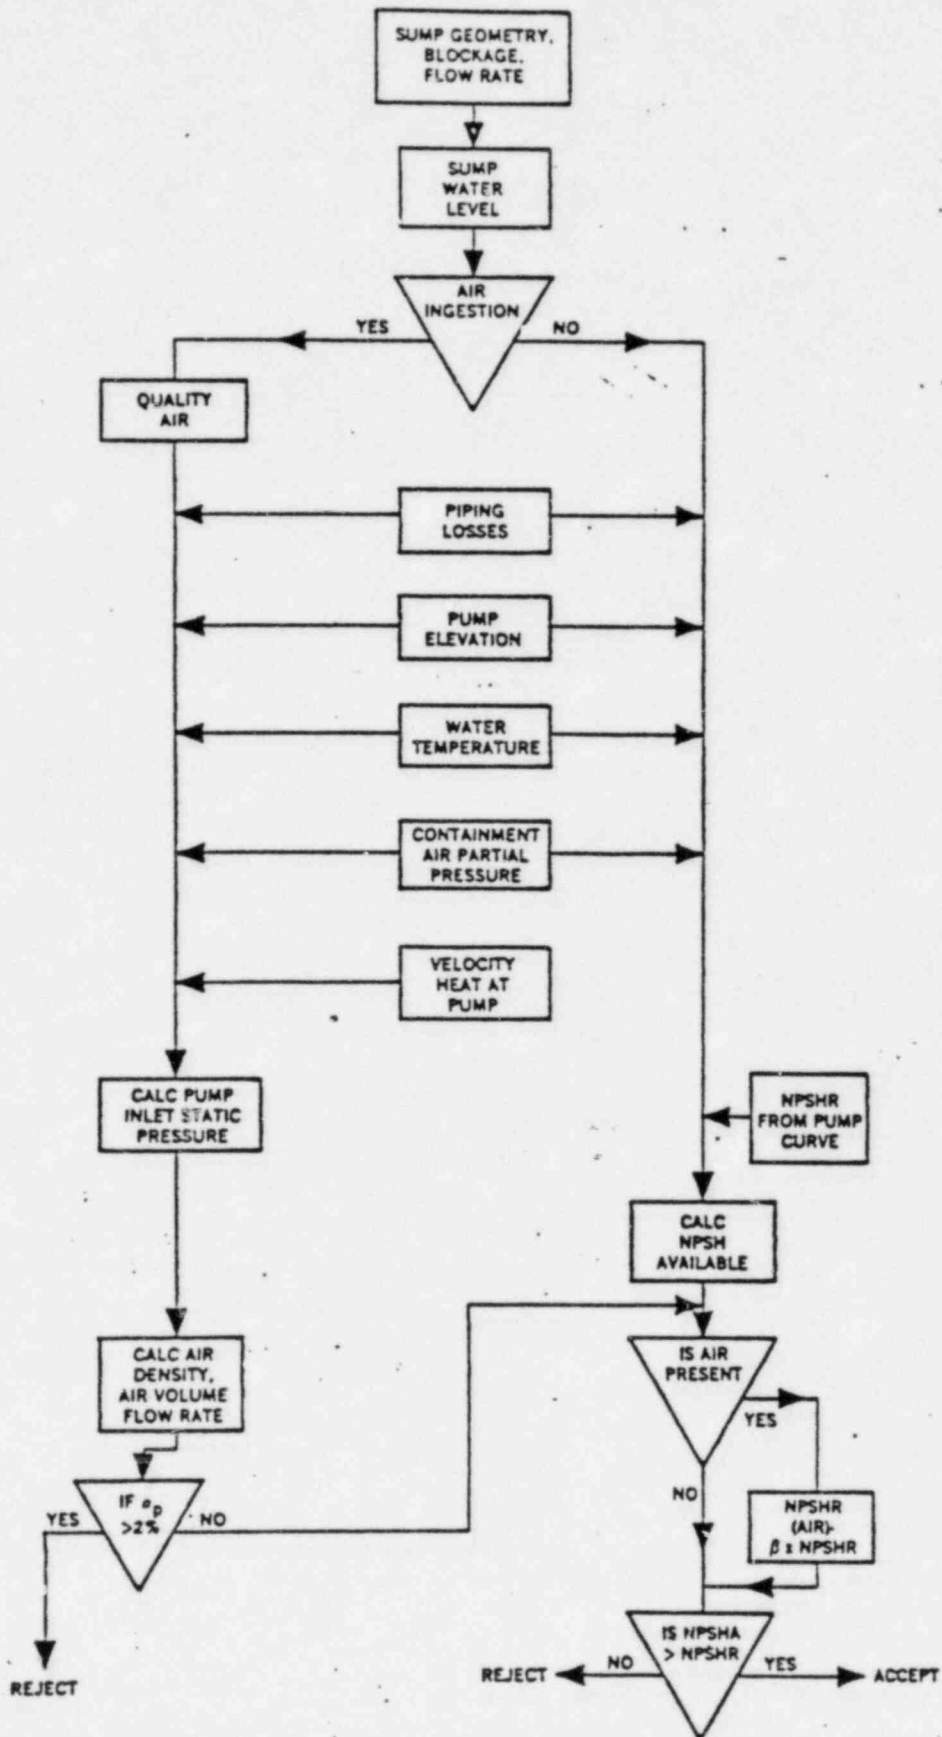 SUMP GEOMETRY,
BLOCKAGE,
FLOW RATE
SUMP
WATER
LEVEL
AIR
INGESTION
YES
NO
QUALITY
AIR
PIPING
LOSSES
PUMP
ELEVATION
WATER
TEMPERATURE
CONTAINMENT
AIR PARTIAL
PRESSURE
VELOCITY
HEAT AT
PUMP
CALC PUMP
INLET STATIC
PRESSURE
NPSHR
FROM PUMP
CURVE
CALC
NPSH
AVAILABLE
CALC AIR
DENSITY,
AIR VOLUME
FLOW RATE
IS AIR
PRESENT
YES
NO
IF αp
>2%
YES
NO
NPSHR
(AIR)-
β x NPSHR
IS NPSHA
> NPSHR
NO
YES
REJECT
REJECT
ACCEPT